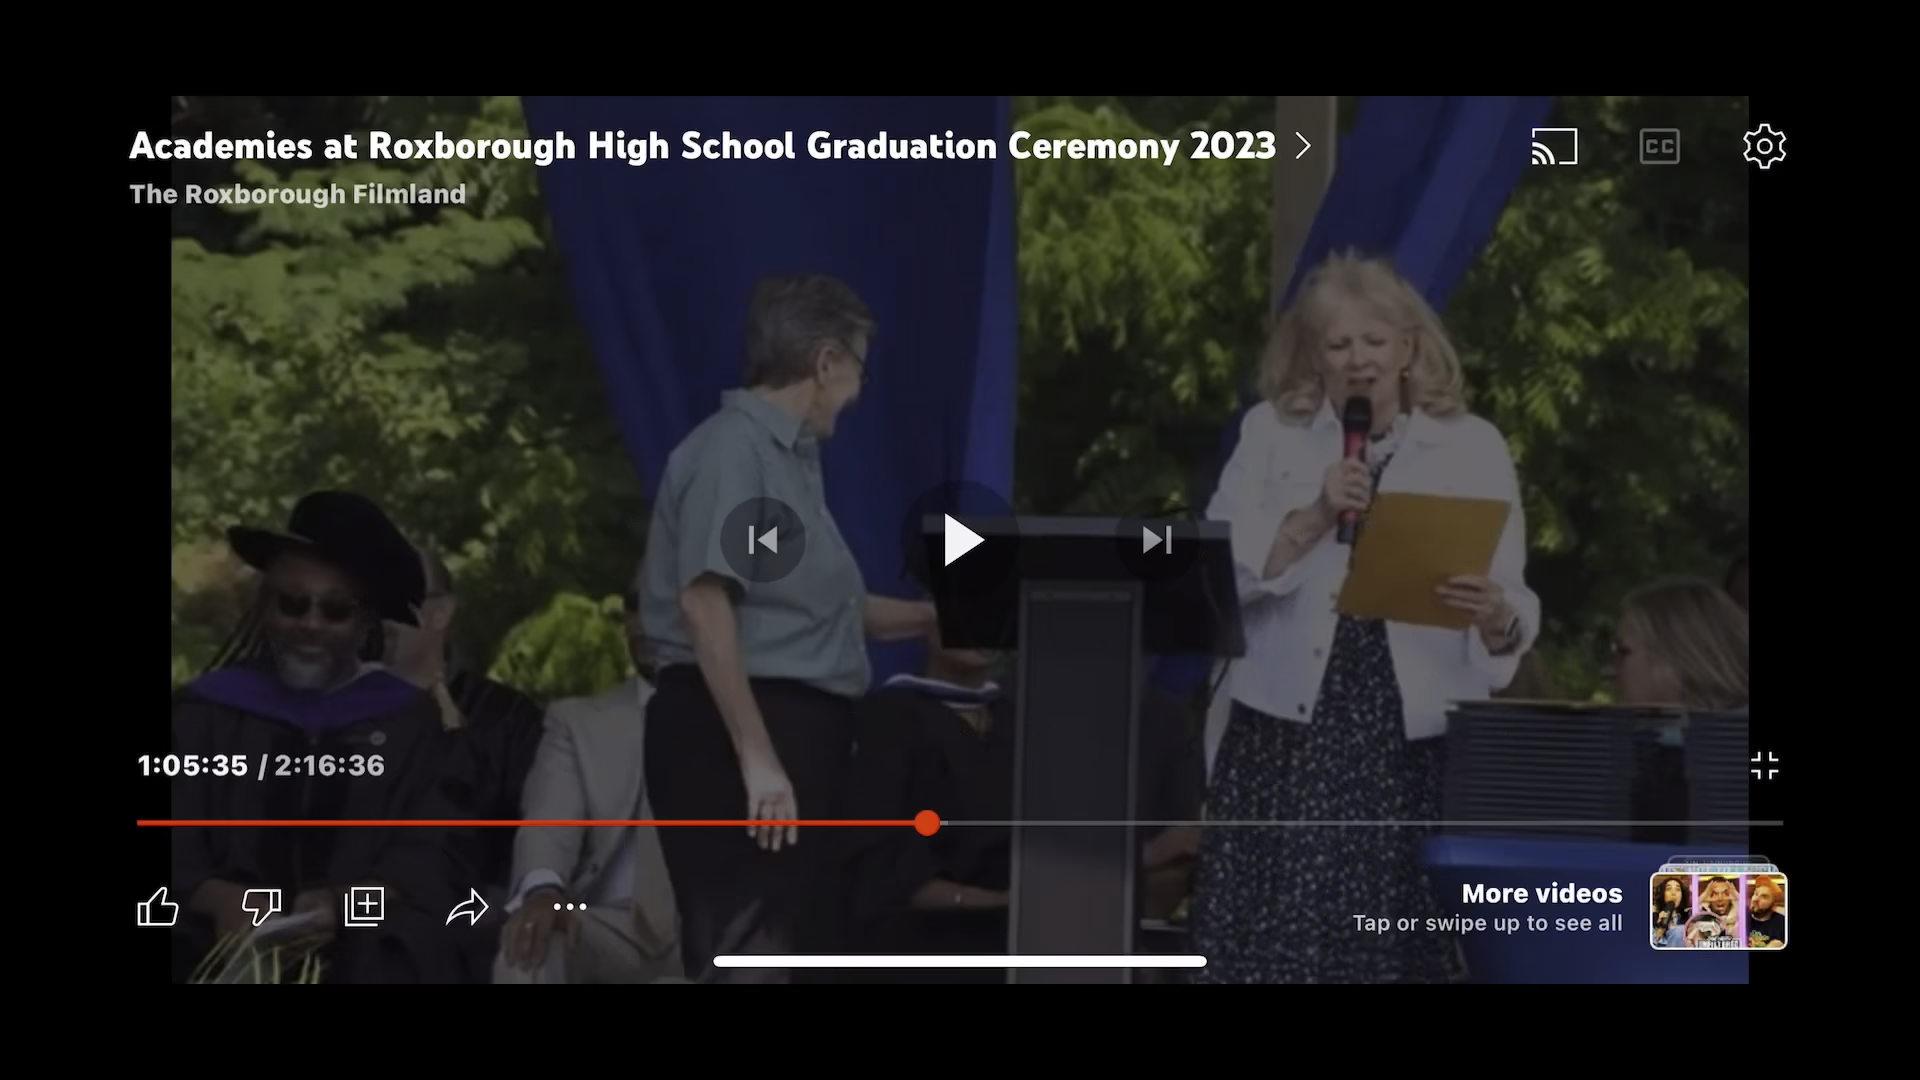 Academies at Roxborough High School Graduation Ceremony 2023
The Roxborough Filmland
CC
1:05:35 / 2:16:36
More videos
Tap or swipe up to see all